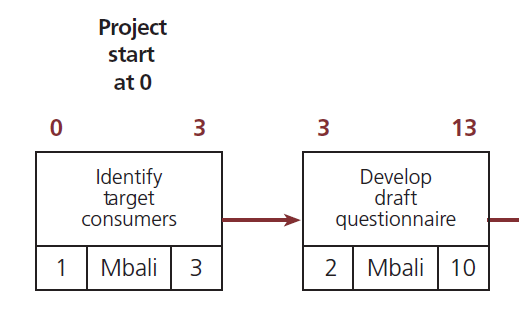 Project
start
at 0
0 3
3 13
Identify
target
consumers
1 Mbali 3
Develop
draft
questionnaire
2 Mbali 10